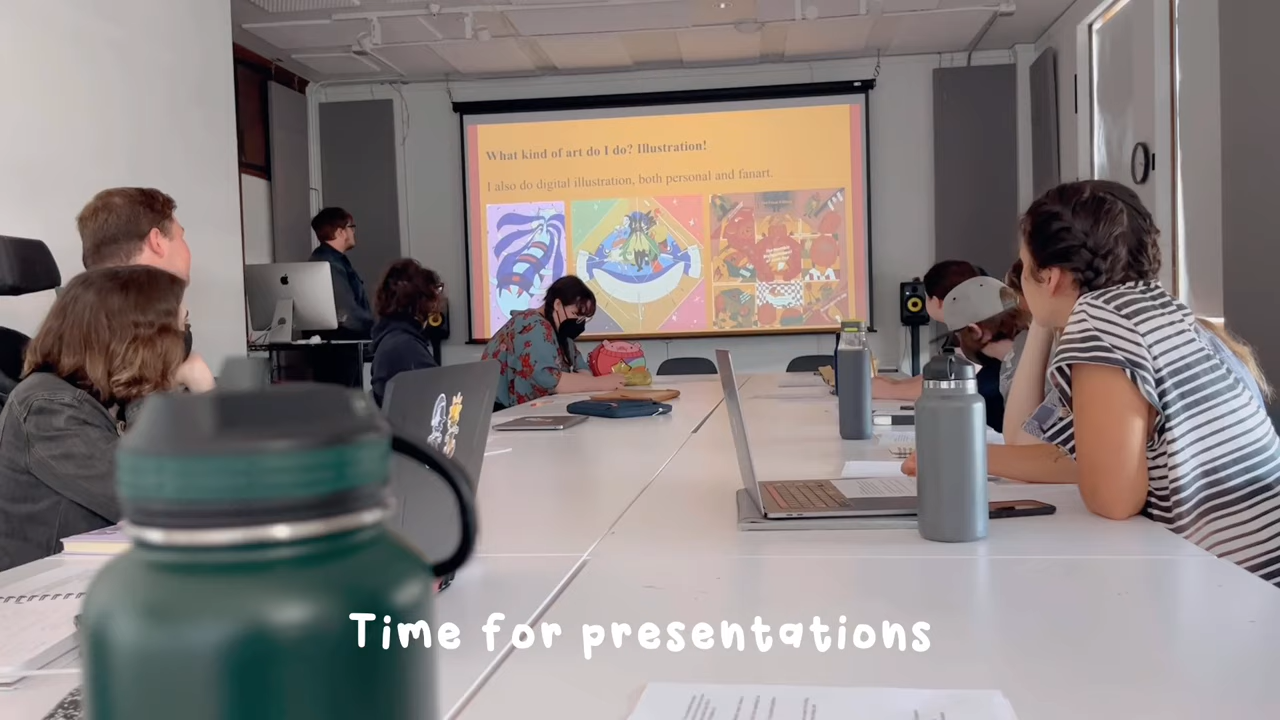 What kind of art do I do? Illustration!
I also do digital illustration, both personal and fanart.
Time for presentations